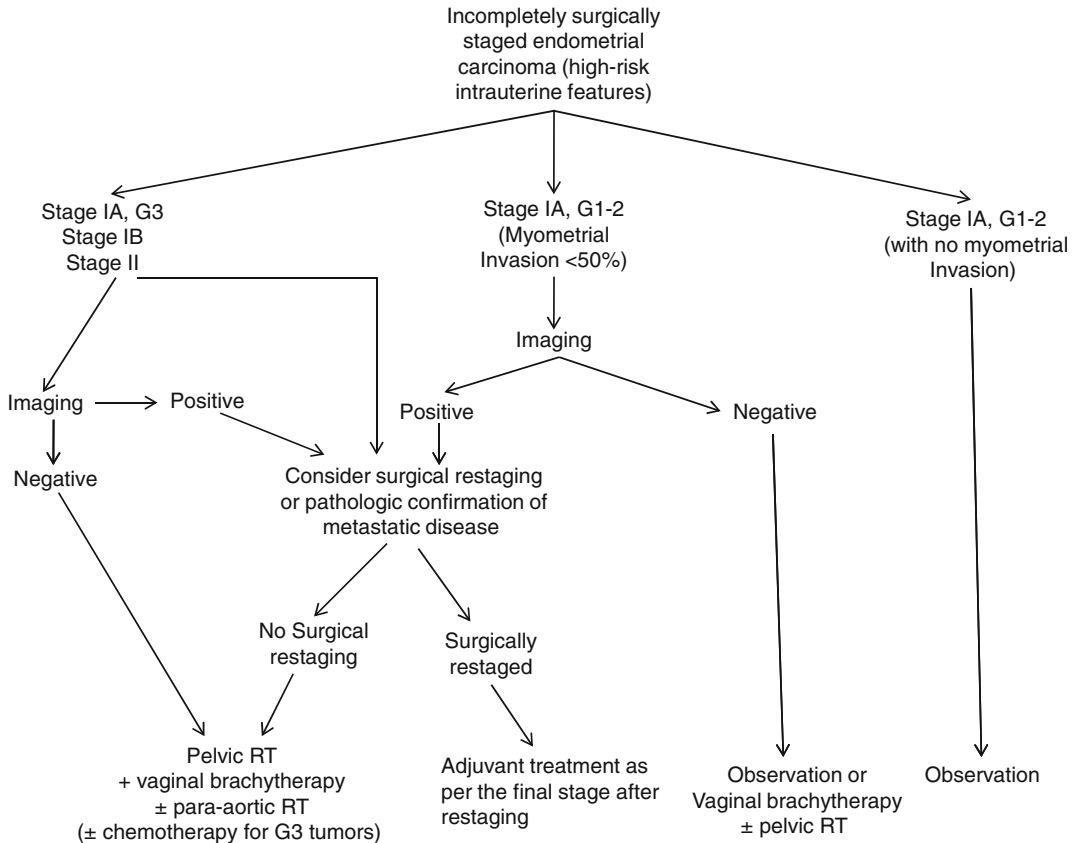 Incompletely surgically
staged endometrial
carcinoma (high-risk
intrauterine features)
Stage IA, G3
Stage IB
Stage II
Stage IA, G1-2
(Myometrial
Invasion <50%)
Stage IA, G1-2
(with no myometrial
Invasion)
Imaging
Imaging
Positive
Positive
Negative
Negative
Consider surgical restaging
or pathologic confirmation of
metastatic disease
No Surgical
restaging
Surgically
restaged
Pelvic RT
+ vaginal brachytherapy
± para-aortic RT
(± chemotherapy for G3 tumors)
Adjuvant treatment as
per the final stage after
restaging
Observation or
Vaginal brachytherapy
± pelvic RT
Observation